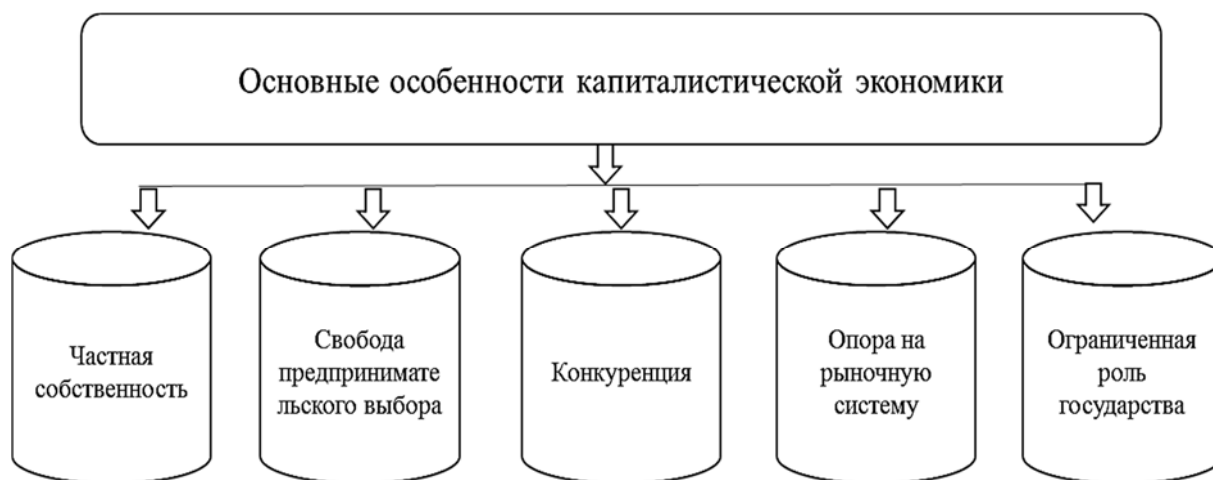 Основные особенности капиталистической экономики
Частная
собственность
Свобода
предпринимате
льского выбора
Конкуренция
Опора на
рыночную
систему
Ограниченная
роль
государства